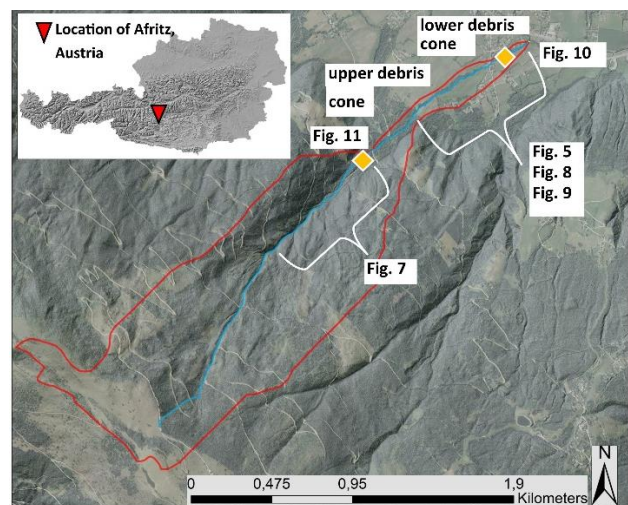 Location of Afritz,
Austria
lower debris
cone
Fig. 10
upper debris
cone
Fig. 11
Fig. 5
Fig. 8
Fig. 9
Fig. 7
N
0
0,475
0,95
1,9
Kilometers